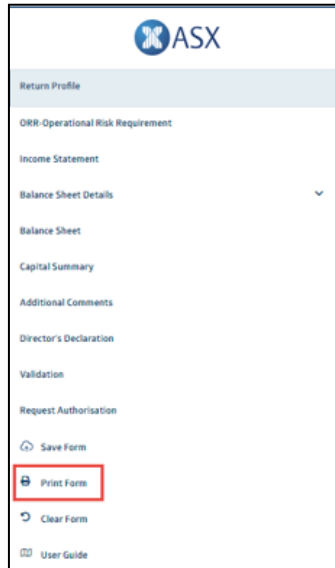 ASX
Return Profile
ORR-Operational Risk Requirement
Income Statement
Balance Sheet Details
Balance Sheet
Capital Summary
Additional Comments
Director's Declaration
Validation
Request Authorisation
Save Form
Print Form
Clear Form
User Guide